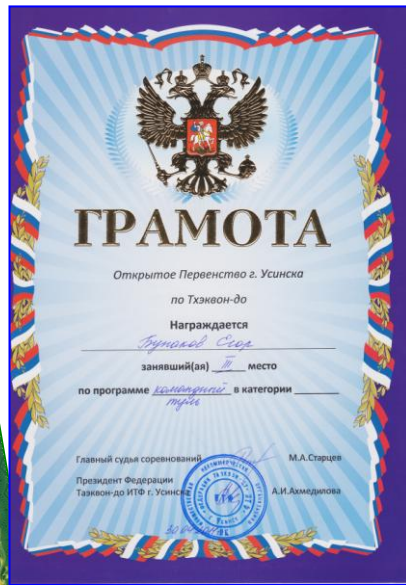 ГРАМОТА
Открытое Первенство г. Усинска
по Тхэквон-до
Награждается
Егор
занявший(ая) III место
по программе командный в категории
туль
Главный судья соревнований М.А.Старцев
Президент Федерации
Таэквон-до ИТФ г. Усинска А.И.Ахмедилова